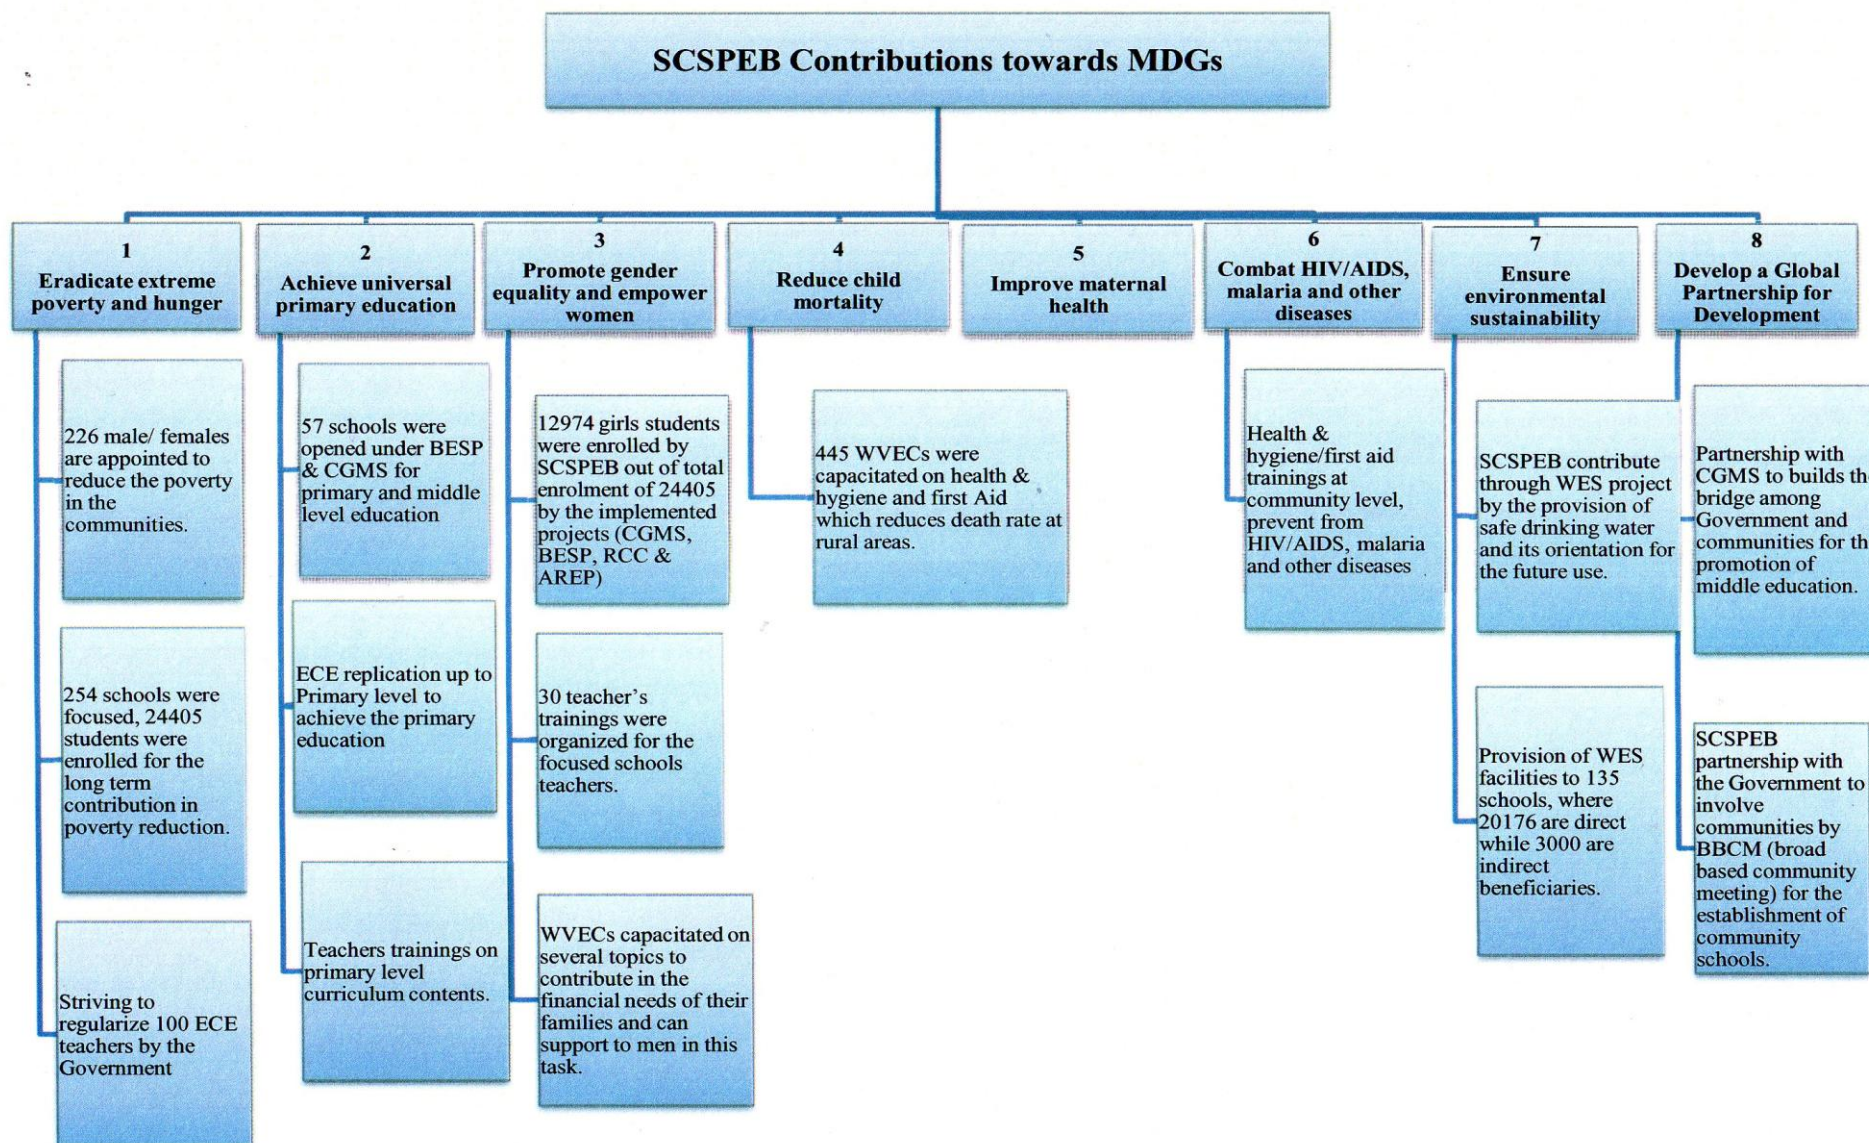 SCSPEB Contributions towards MDGs
1
Eradicate extreme
poverty and hunger
226 male/ females
are appointed to
reduce the poverty
in the
communities.
254 schools were
focused, 24405
students were
enrolled for the
long term
contribution in
poverty reduction.
Striving to
regularize 100 ECE
teachers by the
Government
2
Achieve universal
primary education
57 schools were
opened under BESP
& CGMS for
primary and middle
level education
ECE replication up to
Primary level to
achieve the primary
education
Teachers trainings on
primary level
curriculum contents.
3
Promote gender
equality and empower
women
12974 girls students
were enrolled by
SCSPEB out of total
enrolment of 24405
by the implemented
projects (CGMS,
BESP, RCC &
AREP)
30 teacher’s
trainings were
organized for the
focused schools
teachers.
WVECs capacitated on
several topics to
contribute in the
financial needs of their
families and can
support to men in this
task.
4
Reduce child
mortality
445 WVECs were
capacitated on health &
hygiene and first Aid
which reduces death rate at
rural areas.
5
Improve maternal
health
6
Combat HIV/AIDS,
malaria and other
diseases
Health &
hygiene/first aid
trainings at
community level,
prevent from
HIV/AIDS, malaria
and other diseases
7
Ensure
environmental
sustainability
SCSPEB contribute
through WES project
by the provision of
safe drinking water
and its orientation for
the future use.
Provision of WES
facilities to 135
schools, where
20176 are direct
while 3000 are
indirect
beneficiaries.
8
Develop a Global
Partnership for
Development
Partnership with
CGMS to builds th
bridge among
Government and
communities for th
promotion of
middle education.
SCSPEB
partnership with
the Government to
involve
communities by
BBCM (broad
based community
meeting) for the
establishment of
community
schools.